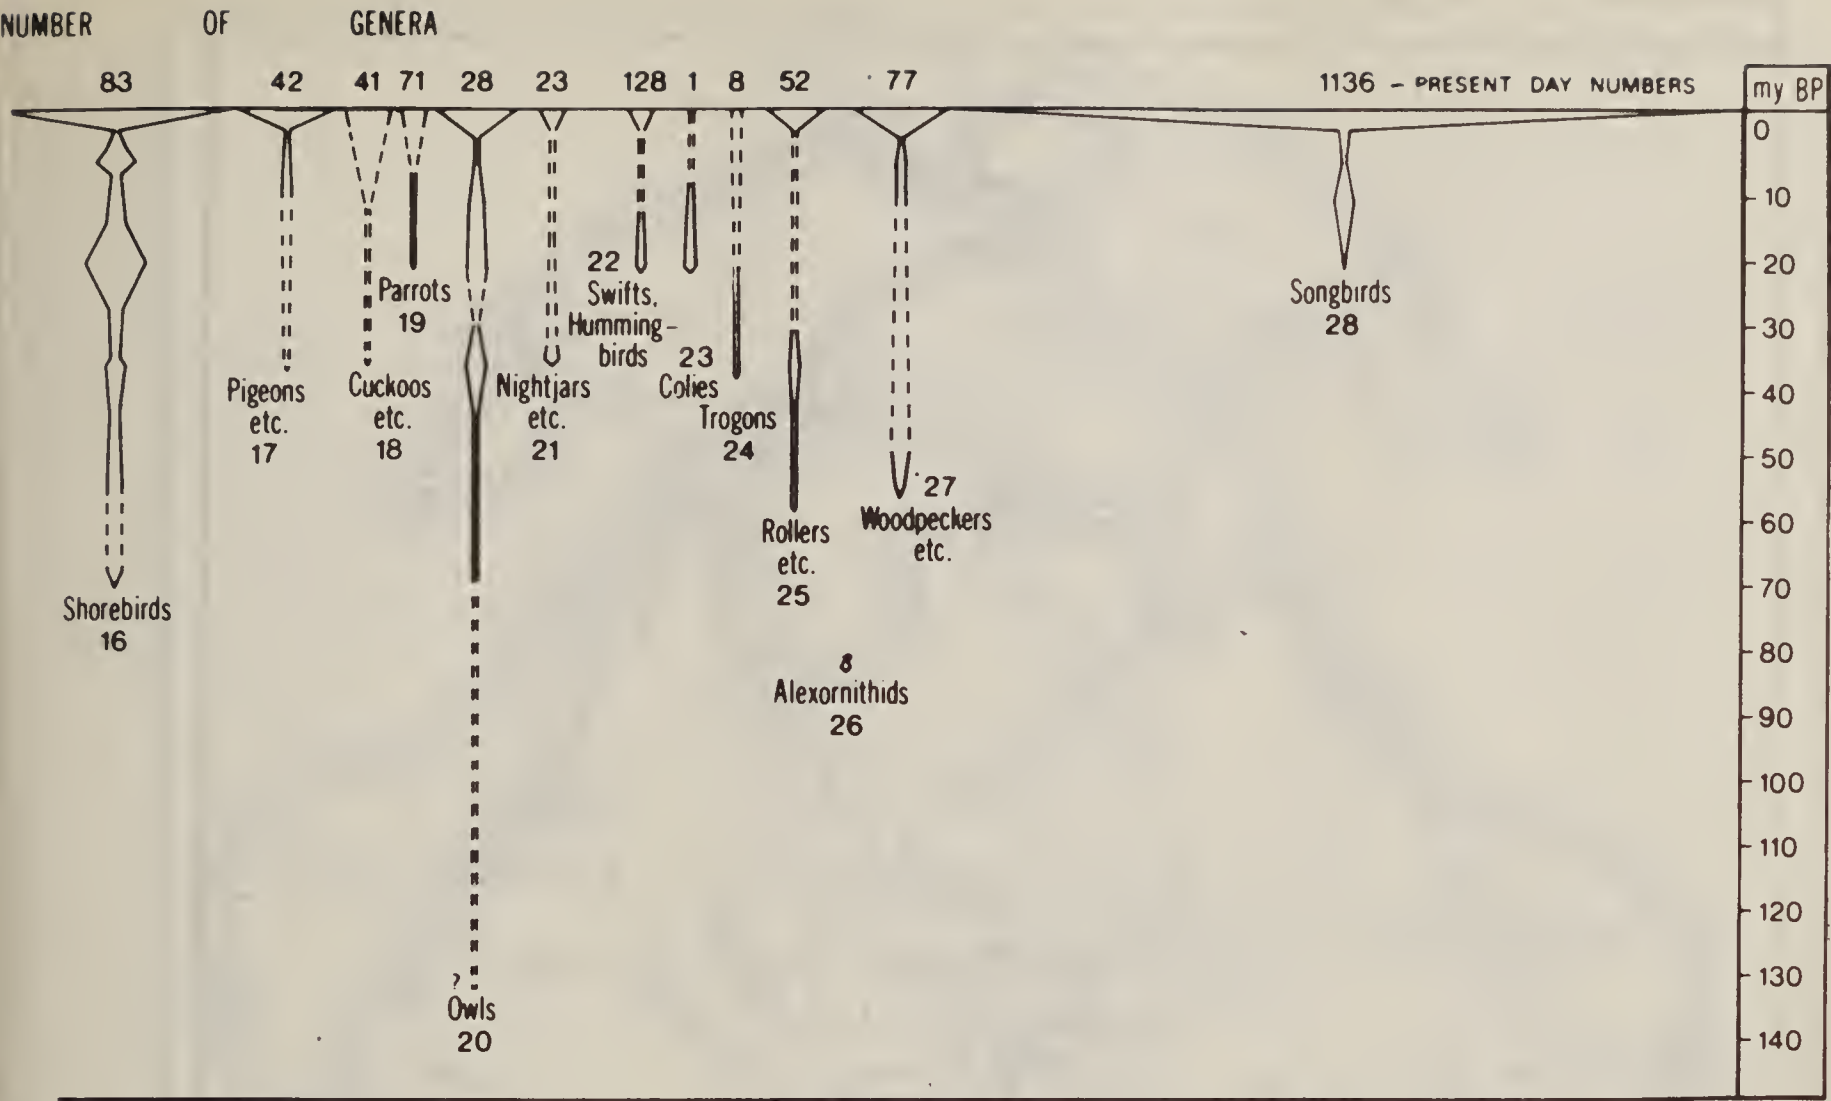 NUMBER OF GENERA
83 42 41 71 28 23 128 1 8 52 77 1136 - PRESENT DAY NUMBERS
my BP
0
10
20
30
40
50
60
70
80
90
100
110
120
130
140
Shorebirds
16
Pigeons
etc.
17
Cuckoos
etc.
18
Parrots
19
?
Owls
20
Nightjars
etc.
21
22
Swifts,
Humming-
birds
23
Colies
Trogons
24
Rollers
etc.
25
8
Alexornithids
26
27
Woodpeckers
etc.
Songbirds
28